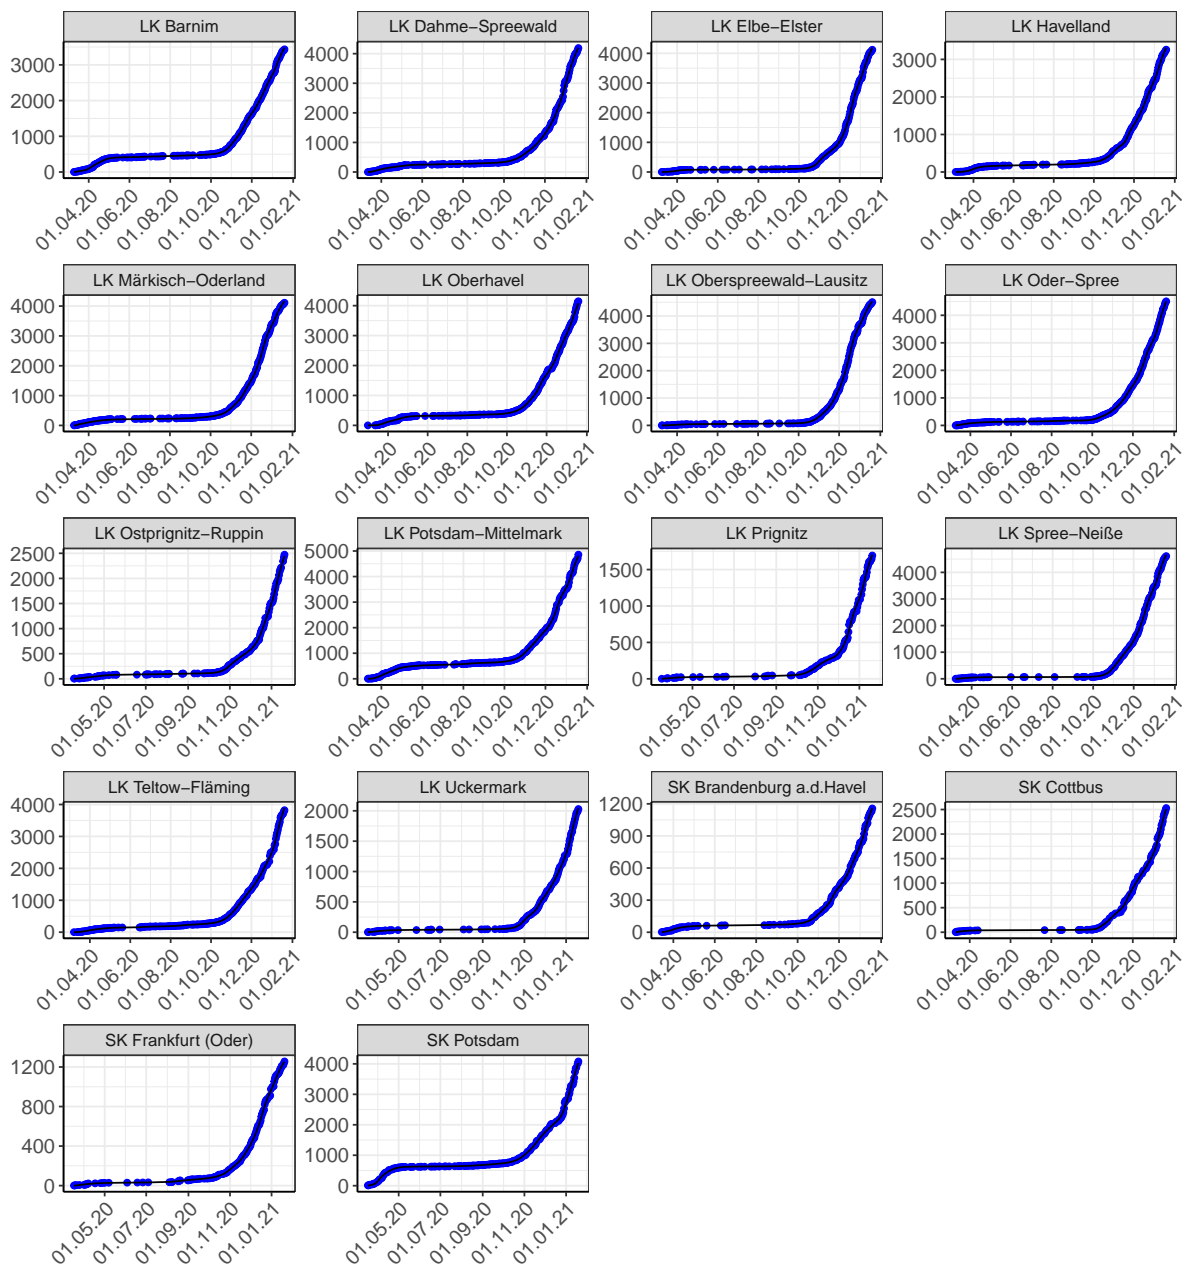 LK Barnim LK Dahme−Spreewald LK Elbe−Elster LK Havelland
3000 2000 1000 0 4000 3000 2000 1000 0 4000 3000 2000 1000 0 3000 2000 1000 0
01.04.20 01.06.20 01.08.20 01.10.20 01.12.20 01.02.21 01.04.20 01.06.20 01.08.20 01.10.20 01.12.20 01.02.21 01.04.20 01.06.20 01.08.20 01.10.20 01.12.20 01.02.21 01.04.20 01.06.20 01.08.20 01.10.20 01.12.20 01.02.21
LK Märkisch−Oderland LK Oberhavel LK Oberspreewald−Lausitz LK Oder−Spree
4000 3000 2000 1000 0 4000 3000 2000 1000 0 4000 3000 2000 1000 0 4000 3000 2000 1000 0
01.04.20 01.06.20 01.08.20 01.10.20 01.12.20 01.02.21 01.04.20 01.06.20 01.08.20 01.10.20 01.12.20 01.02.21 01.04.20 01.06.20 01.08.20 01.10.20 01.12.20 01.02.21 01.04.20 01.06.20 01.08.20 01.10.20 01.12.20 01.02.21
LK Ostprignitz−Ruppin LK Potsdam−Mittelmark LK Prignitz LK Spree−Neiße
2500 2000 1500 1000 500 0 5000 4000 3000 2000 1000 0 1500 1000 500 0 4000 3000 2000 1000 0
01.05.20 01.07.20 01.09.20 01.11.20 01.01.21 01.04.20 01.06.20 01.08.20 01.10.20 01.12.20 01.02.21 01.05.20 01.07.20 01.09.20 01.11.20 01.01.21 01.04.20 01.06.20 01.08.20 01.10.20 01.12.20 01.02.21
LK Teltow−Fläming LK Uckermark SK Brandenburg a.d.Havel SK Cottbus
4000 3000 2000 1000 0 2000 1500 1000 500 0 1200 900 600 300 0 2500 2000 1500 1000 500 0
01.04.20 01.06.20 01.08.20 01.10.20 01.12.20 01.02.21 01.05.20 01.07.20 01.09.20 01.11.20 01.01.21 01.04.20 01.06.20 01.08.20 01.10.20 01.12.20 01.02.21 01.04.20 01.06.20 01.08.20 01.10.20 01.12.20 01.02.21
SK Frankfurt (Oder) SK Potsdam
1200 800 400 0 4000 3000 2000 1000 0
01.05.20 01.07.20 01.09.20 01.11.20 01.01.21 01.05.20 01.07.20 01.09.20 01.11.20 01.01.21